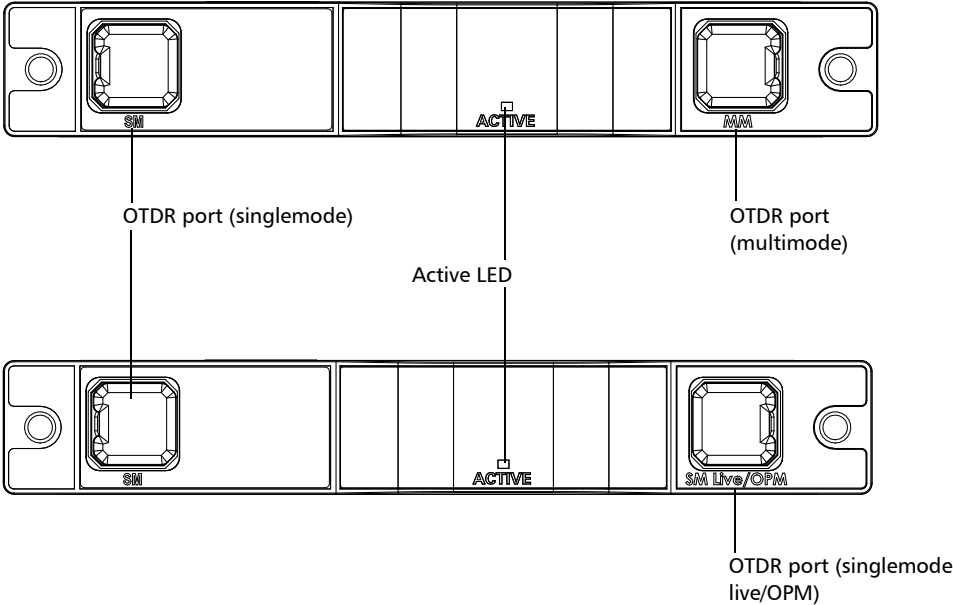 SM
ACTIVE
MM
OTDR port (singlemode)
OTDR port
(multimode)
Active LED
SM
ACTIVE
SM Live/OPM
OTDR port (singlemode
live/OPM)